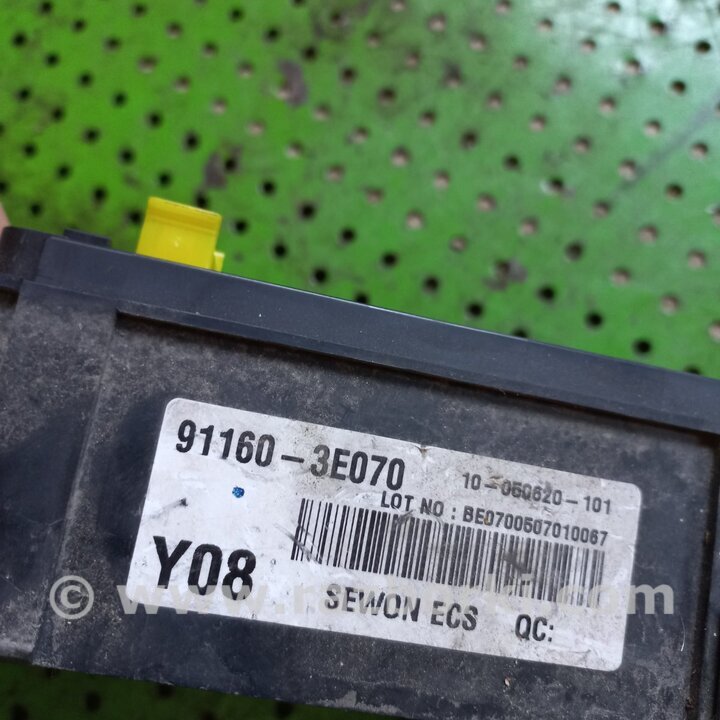 91160-3E070
10-050620-101
LOT NO : BE0700507010067
Y08
SEWON ECS QC: